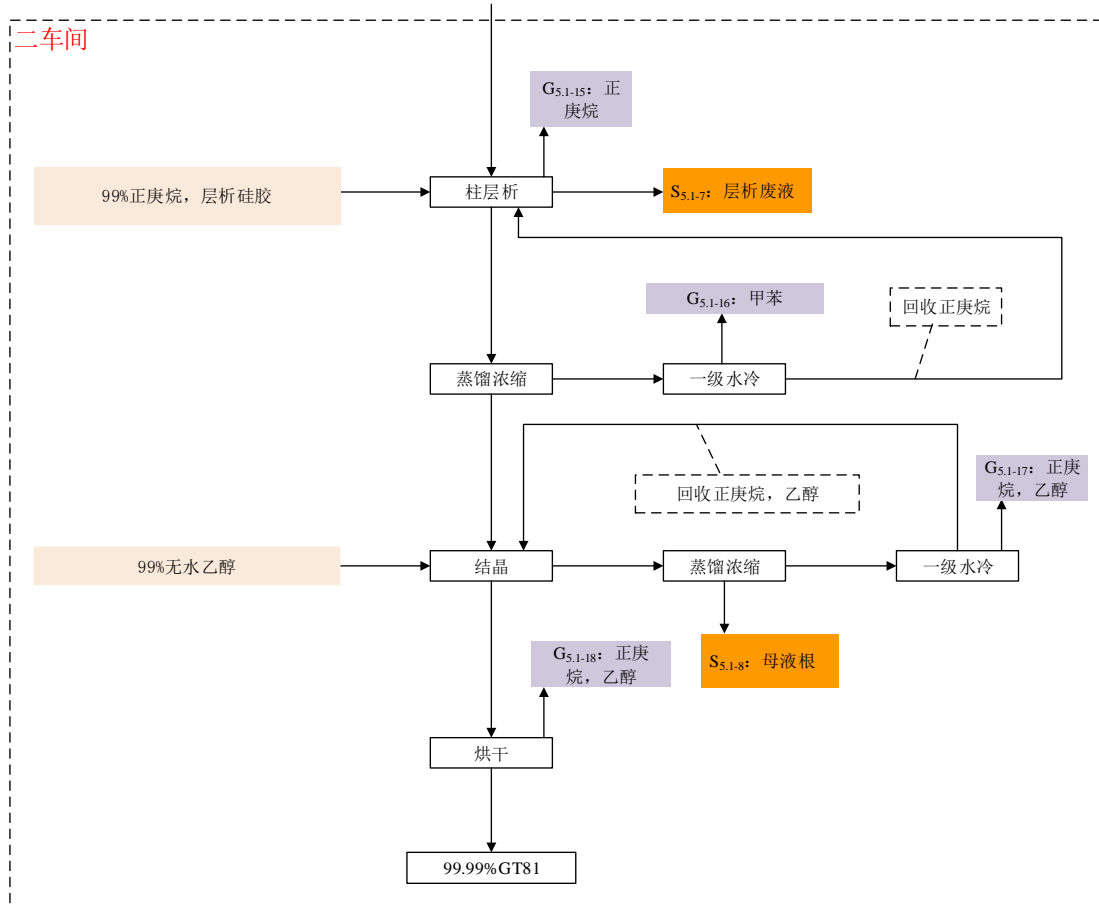 二车间
G5.1-15：正
庚烷
99%正庚烷，层析硅胶
柱层析
S5.1-7：层析废液
G5.1-16：甲苯
回收正庚烷
蒸馏浓缩
一级水冷
G5.1-17：正庚
烷，乙醇
回收正庚烷，乙醇
99%无水乙醇
结晶
蒸馏浓缩
一级水冷
G5.1-18：正庚
烷，乙醇
S5.1-8：母液根
烘干
99.99%GT81